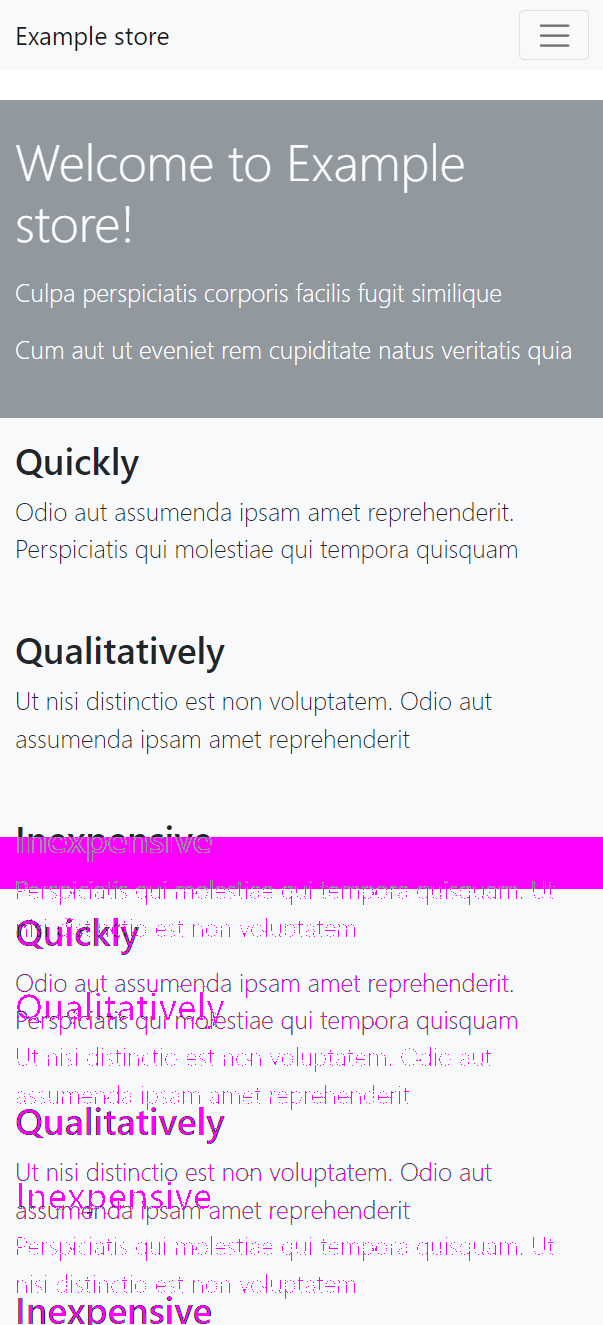 Example store
Welcome to Example
store!
Culpa perspiciatis corporis facilis fugit similique
Cum aut ut eveniet rem cupiditate natus veritatis quia
Quickly
Odio aut assumenda ipsam amet reprehenderit.
Perspiciatis qui molestiae qui tempora quisquam
Qualitatively
Ut nisi distinctio est non voluptatem. Odio aut
assumenda ipsam amet reprehenderit
Inexpensive
Perspiciatis qui molestiae qui tempora quisquam. Ut
nisi distinctio est non voluptatem
Quickly
Odio aut assumenda ipsam amet reprehenderit.
Qualitatively
Perspiciatis qui molestiae qui tempora quisquam
Ut nisi distinctio est non voluptatem. Odio aut
assumenda ipsam amet reprehenderit
Qualitatively
Ut nisi distinctio est non voluptatem. Odio aut
Inexpensive
assumenda ipsam amet reprehenderit
Perspiciatis qui molestiae qui tempora quisquam. Ut
nisi distinctio est non voluptatem
Inexpensive